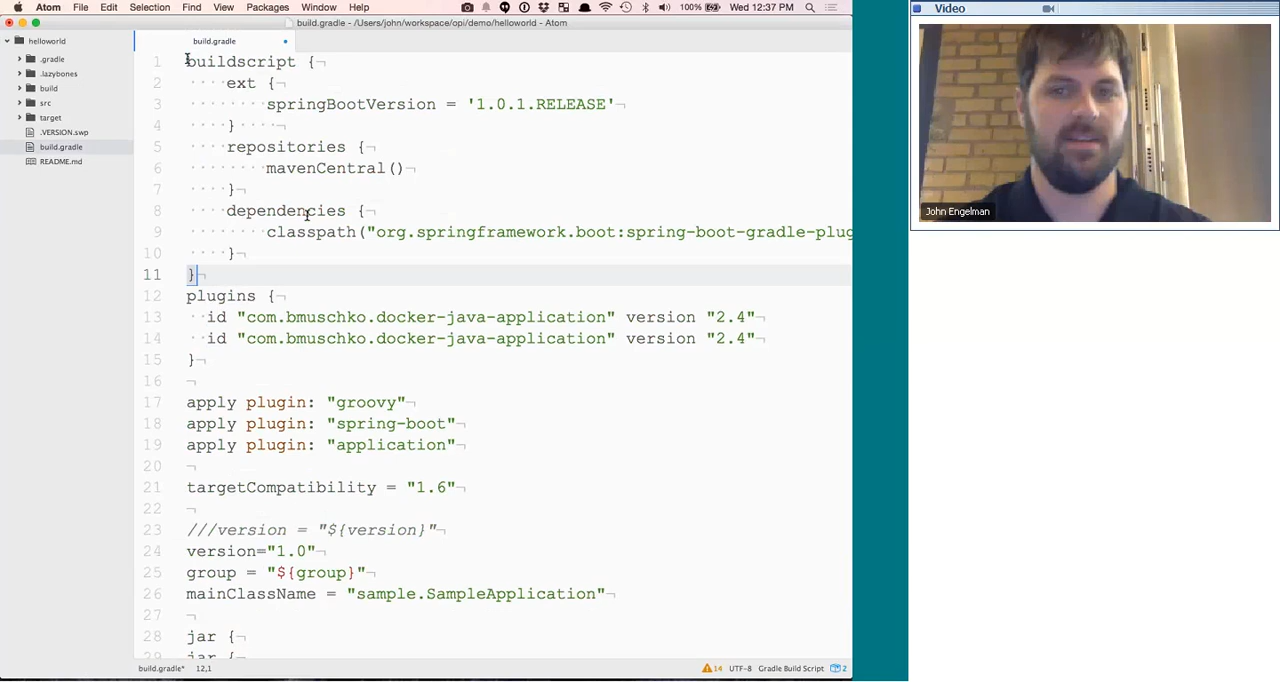 Atom File Edit Selection Find View Packages Window Help 100% Wed 12:37 PM
build.gradle - /Users/john/workspace/opi/demo/helloworld - Atom
Video
helloworld
.gradle
.lazybones
build
src
target
.VERSION.swp
build.gradle
README.md
build.gradle
1 buildscript {
2 ext {
3 springBootVersion = '1.0.1.RELEASE'
4 }
5 repositories {
6 mavenCentral()
7 }
8 dependencies {
9 classpath("org.springframework.boot:spring-boot-gradle-plug
10 }
11 }
12 plugins {
13 id "com.bmuschko.docker-java-application" version "2.4"
14 id "com.bmuschko.docker-java-application" version "2.4"
15 }
16
17 apply plugin: "groovy"
18 apply plugin: "spring-boot"
19 apply plugin: "application"
20
21 targetCompatibility = "1.6"
22
23 ///version = "${version}"
24 version="1.0"
25 group = "${group}"
26 mainClassName = "sample.SampleApplication"
27
28 jar {
29 jar {
build.gradle* 12,1 14 UTF-8 Gradle Build Script 2
John Engelman